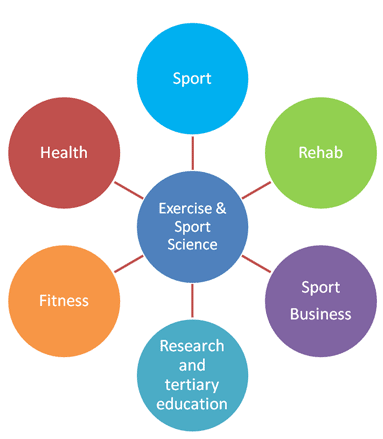 Sport
Health
Rehab
Exercise &
Sport
Science
Fitness
Sport
Business
Research
and
tertiary
education